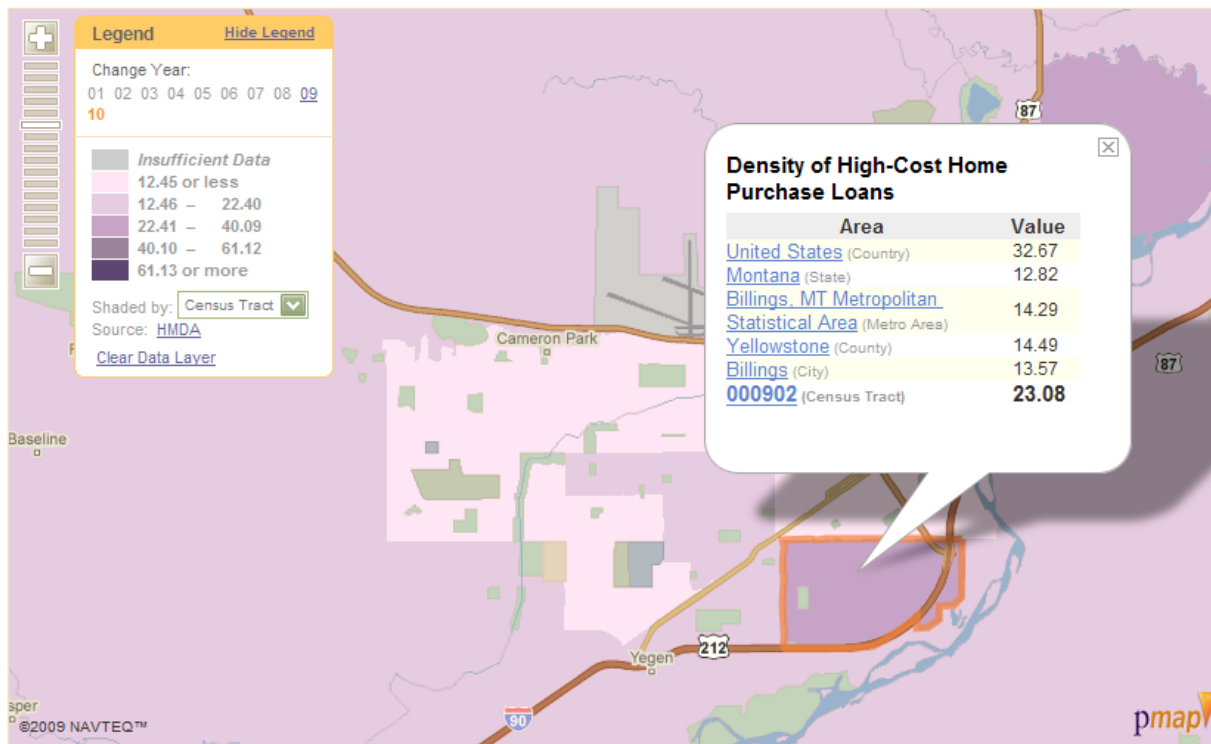 Legend Hide Legend
Change Year:
01 02 03 04 05 06 07 08 09
10
Insufficient Data
12.45 or less
12.46 – 22.40
22.41 – 40.09
40.10 – 61.12
61.13 or more
Shaded by: Census Tract
Source: HMDA
Clear Data Layer
87
Density of High-Cost Home
Purchase Loans
Area Value
United States (Country) 32.67
Montana (State) 12.82
Billings, MT Metropolitan
Statistical Area (Metro Area) 14.29
Yellowstone (County) 14.49
Billings (City) 13.57
000902 (Census Tract) 23.08
Cameron Park
87
Baseline
212
Yegen
90
sper
©2009 NAVTEQ™
pmap